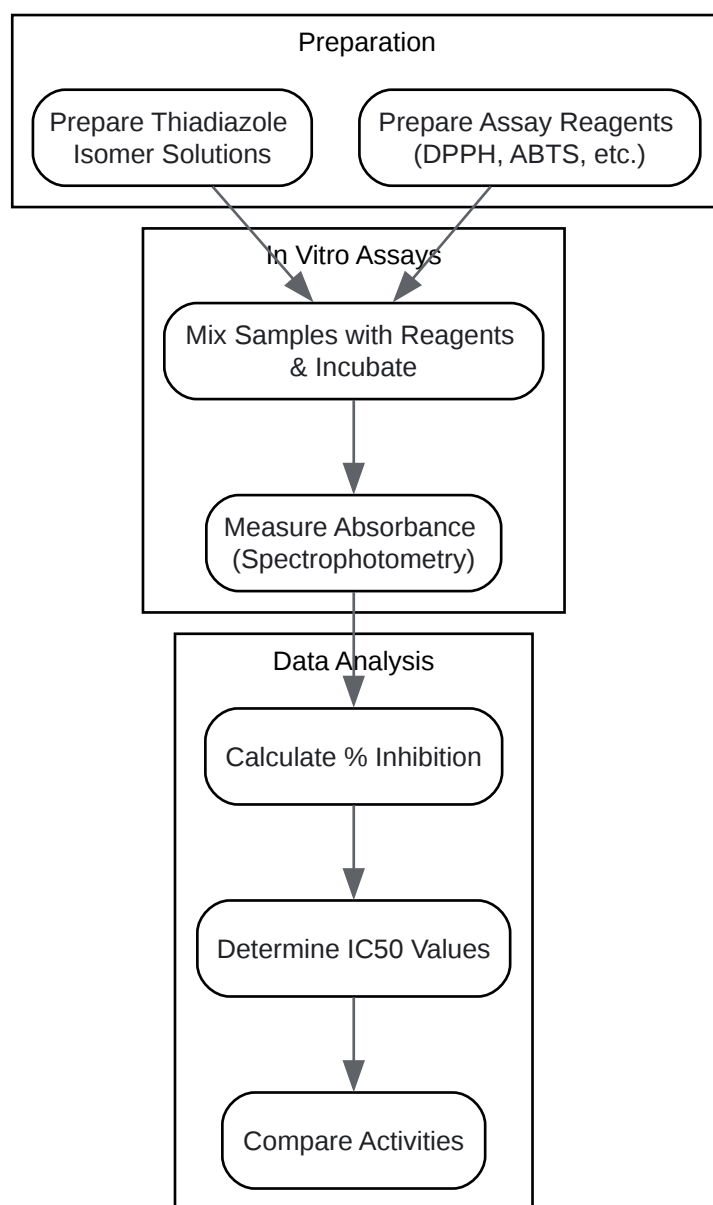 Preparation
Prepare Thiadiazole
Isomer Solutions
Prepare Assay Reagents
(DPPH, ABTS, etc.)
In Vitro Assays
Mix Samples with Reagents
& Incubate
Measure Absorbance
(Spectrophotometry)
Data Analysis
Calculate % Inhibition
Determine IC50 Values
Compare Activities